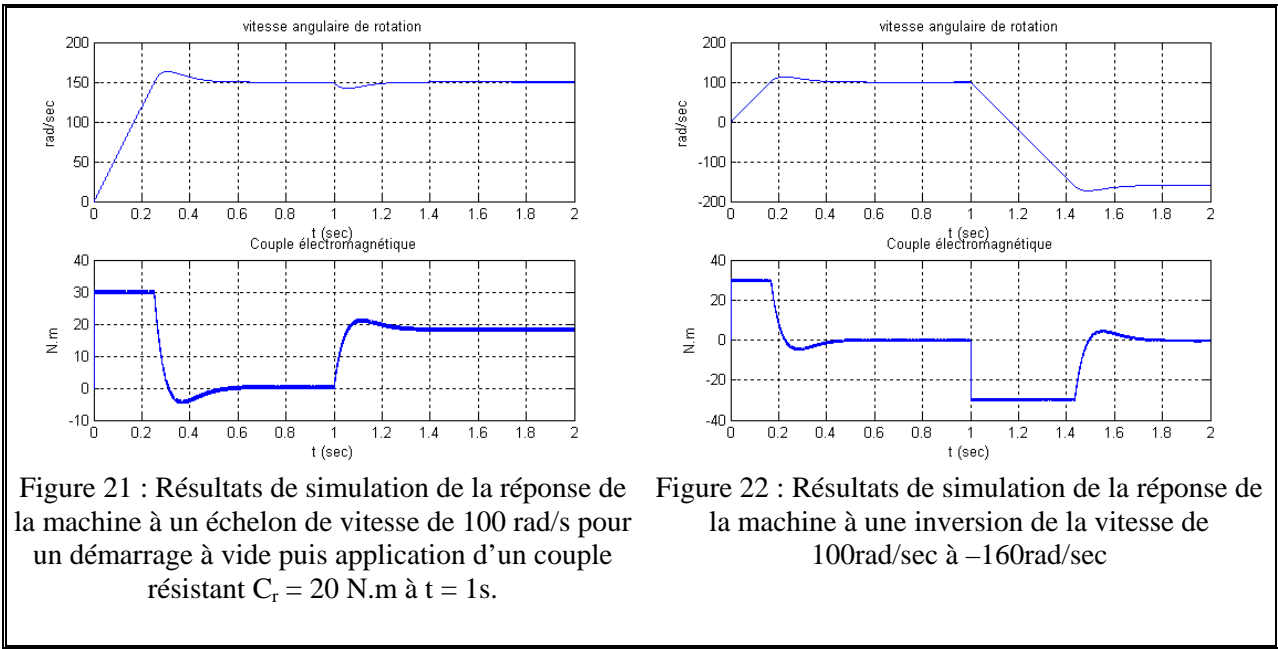 vitesse angulaire de rotation
200
150
100
50
0
rad/sec
0 0.2 0.4 0.6 0.8 1 1.2 1.4 1.6 1.8 2
t (sec)
Couple électromagnétique
40
30
20
10
0
-10
N.m
0 0.2 0.4 0.6 0.8 1 1.2 1.4 1.6 1.8 2
t (sec)
Figure 21 : Résultats de simulation de la réponse de
la machine à un échelon de vitesse de 100 rad/s pour
un démarrage à vide puis application d’un couple
résistant Cr = 20 N.m à t = 1s.
vitesse angulaire de rotation
200
100
0
-100
-200
rad/sec
0 0.2 0.4 0.6 0.8 1 1.2 1.4 1.6 1.8 2
t (sec)
Couple électromagnétique
40
20
0
-20
-40
N.m
0 0.2 0.4 0.6 0.8 1 1.2 1.4 1.6 1.8 2
t (sec)
Figure 22 : Résultats de simulation de la réponse de
la machine à une inversion de la vitesse de
100rad/sec à –160rad/sec